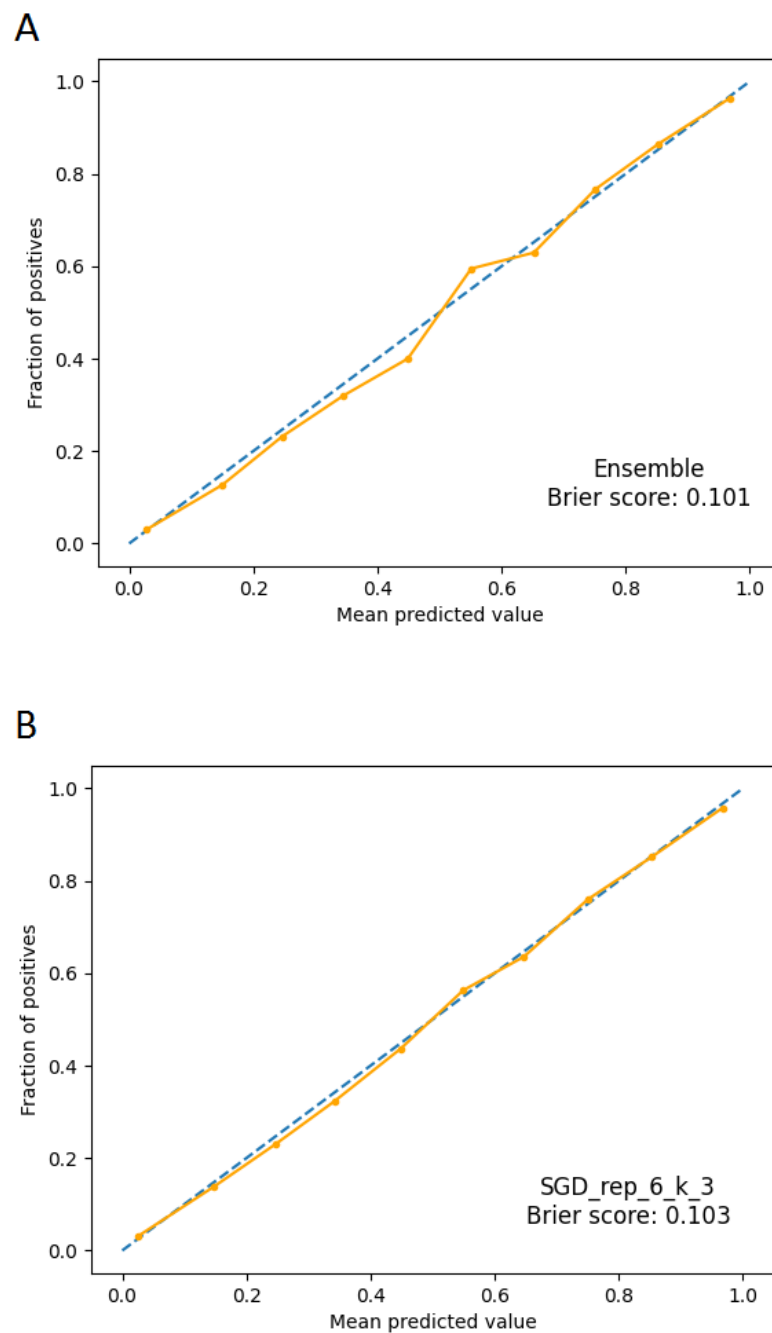 A
1.0
0.8
0.6
0.4
0.2
0.0
Fraction of positives
Ensemble
Brier score: 0.101
0.0 0.2 0.4 0.6 0.8 1.0
Mean predicted value
B
1.0
0.8
0.6
0.4
0.2
0.0
Fraction of positives
SGD_rep_6_k_3
Brier score: 0.103
0.0 0.2 0.4 0.6 0.8 1.0
Mean predicted value